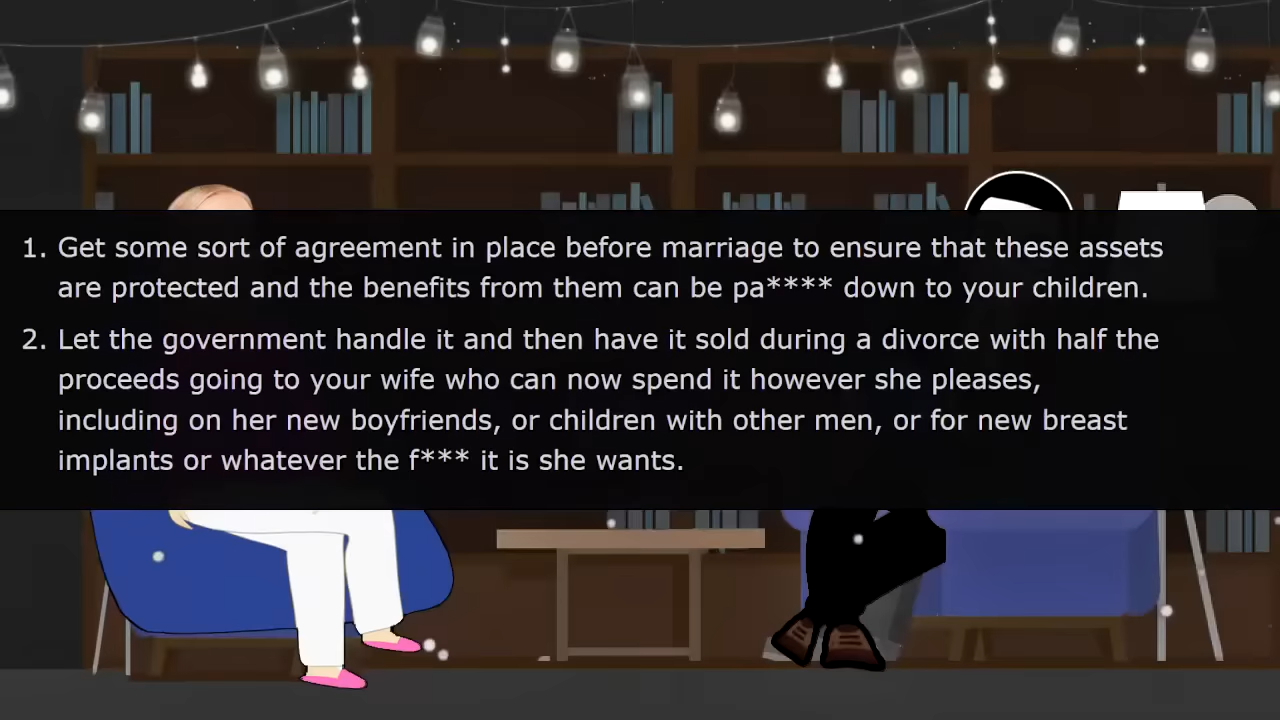 1. Get some sort of agreement in place before marriage to ensure that these assets
are protected and the benefits from them can be pa**** down to your children.
2. Let the government handle it and then have it sold during a divorce with half the
proceeds going to your wife who can now spend it however she pleases,
including on her new boyfriends, or children with other men, or for new breast
implants or whatever the f*** it is she wants.